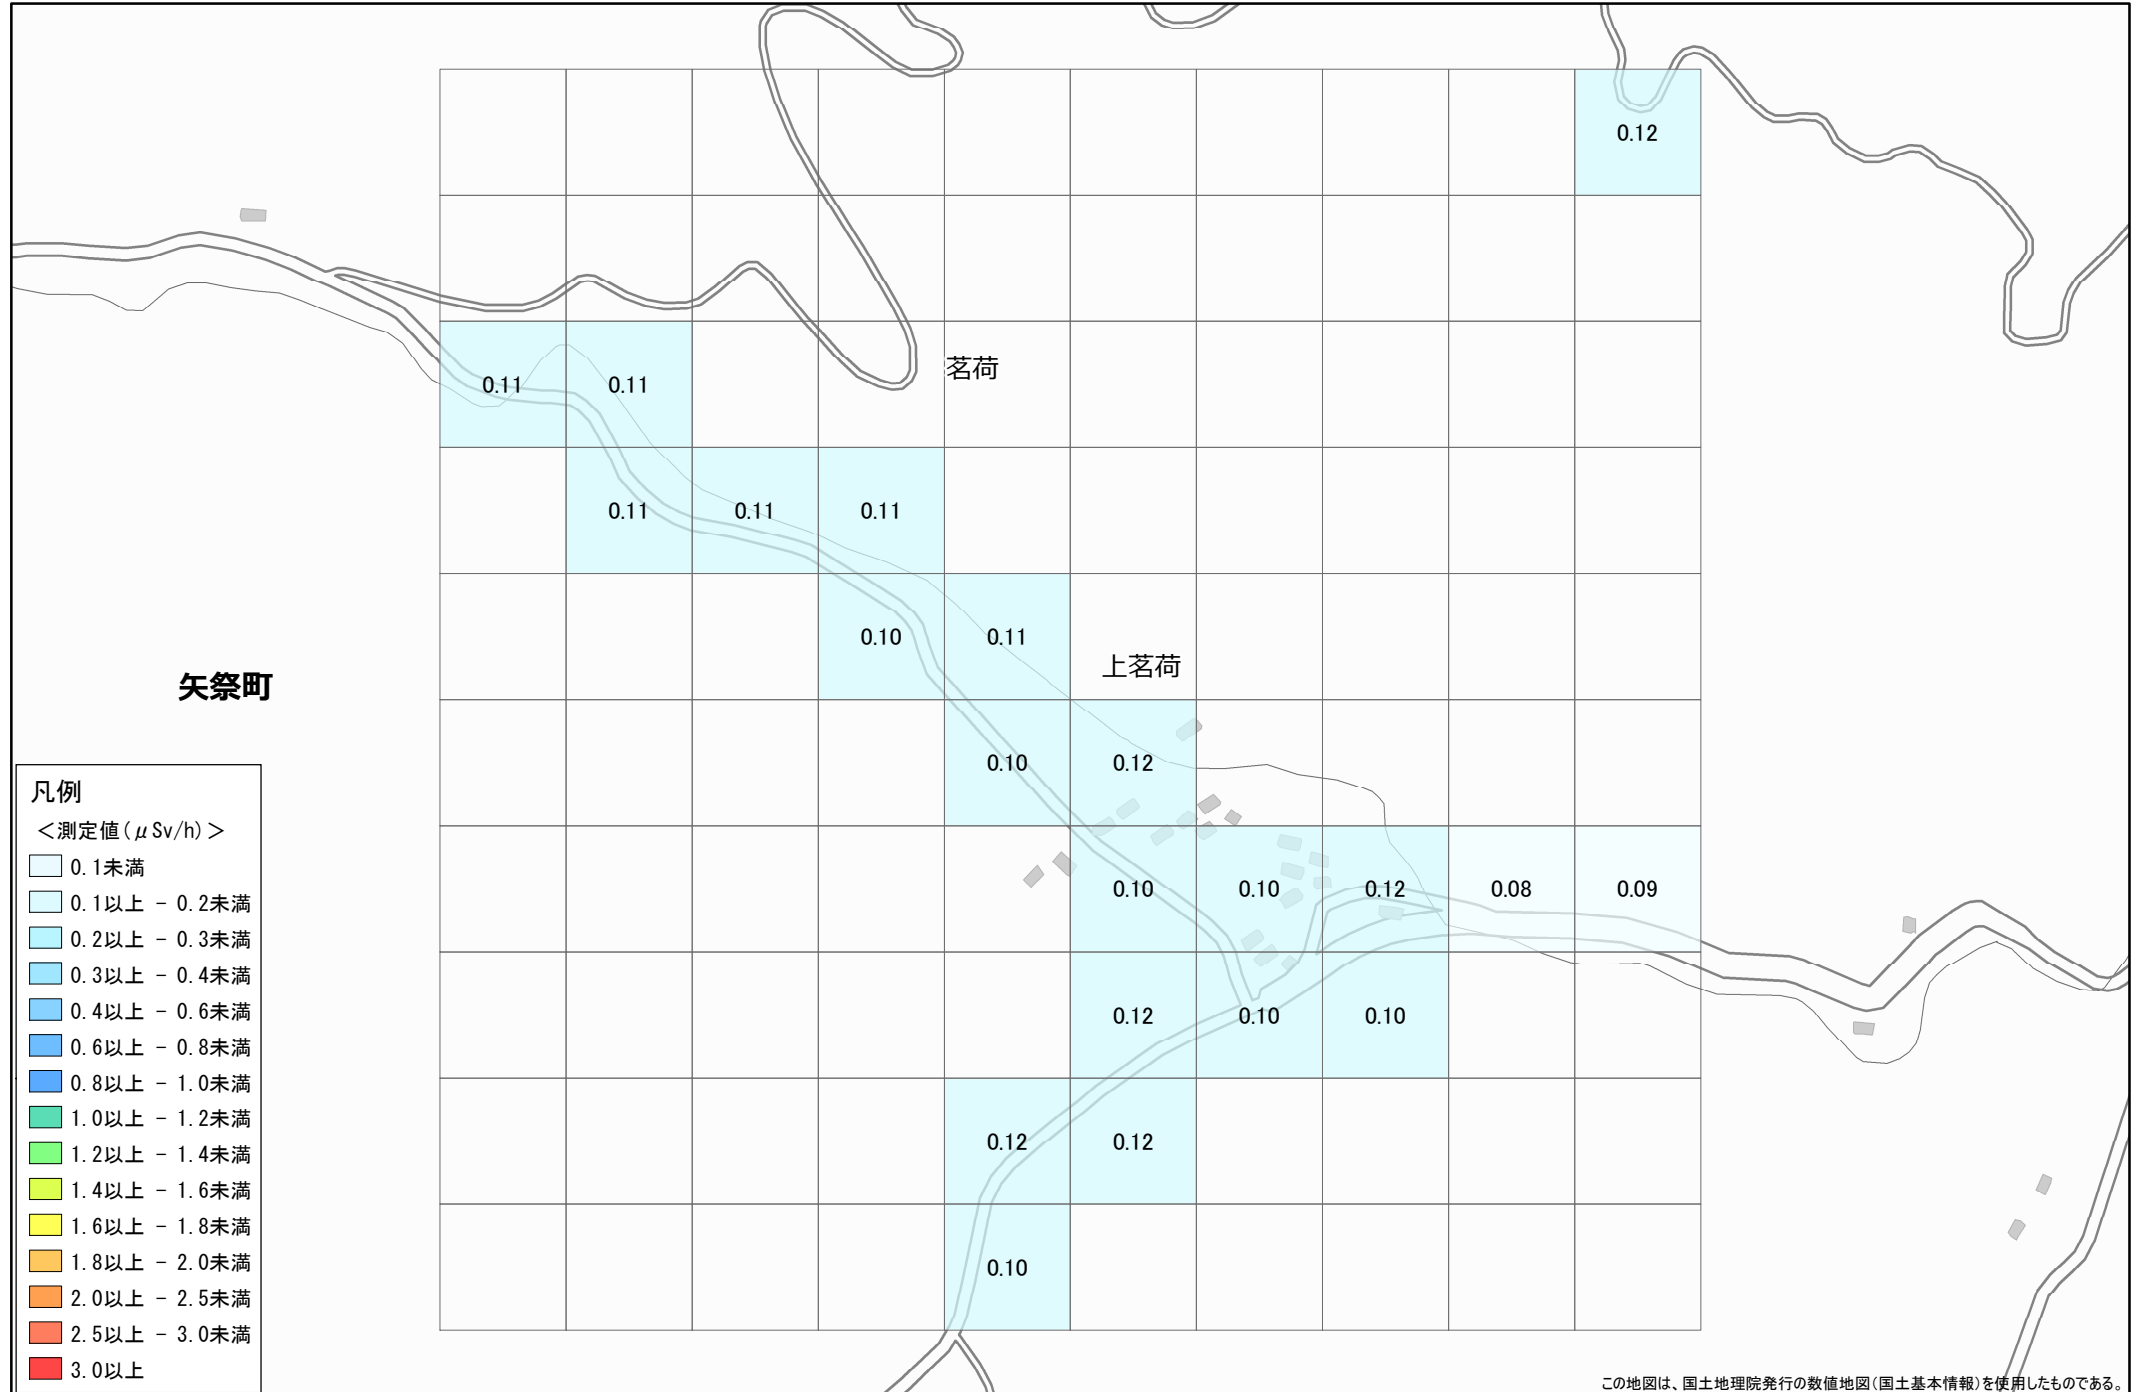 0.12
茗荷
0.11
0.11
0.11
0.11
0.11
0.10
0.11
上茗荷
矢祭町
0.10
0.12
0.10
0.10
0.12
0.08
0.09
0.12
0.10
0.10
0.12
0.12
0.10
凡例
＜測定値(μSv/h)＞
0.1未満
0.1以上 － 0.2未満
0.2以上 － 0.3未満
0.3以上 － 0.4未満
0.4以上 － 0.6未満
0.6以上 － 0.8未満
0.8以上 － 1.0未満
1.0以上 － 1.2未満
1.2以上 － 1.4未満
1.4以上 － 1.6未満
1.6以上 － 1.8未満
1.8以上 － 2.0未満
2.0以上 － 2.5未満
2.5以上 － 3.0未満
3.0以上
この地図は、国土地理院発行の数値地図(国土基本情報)を使用したものである。